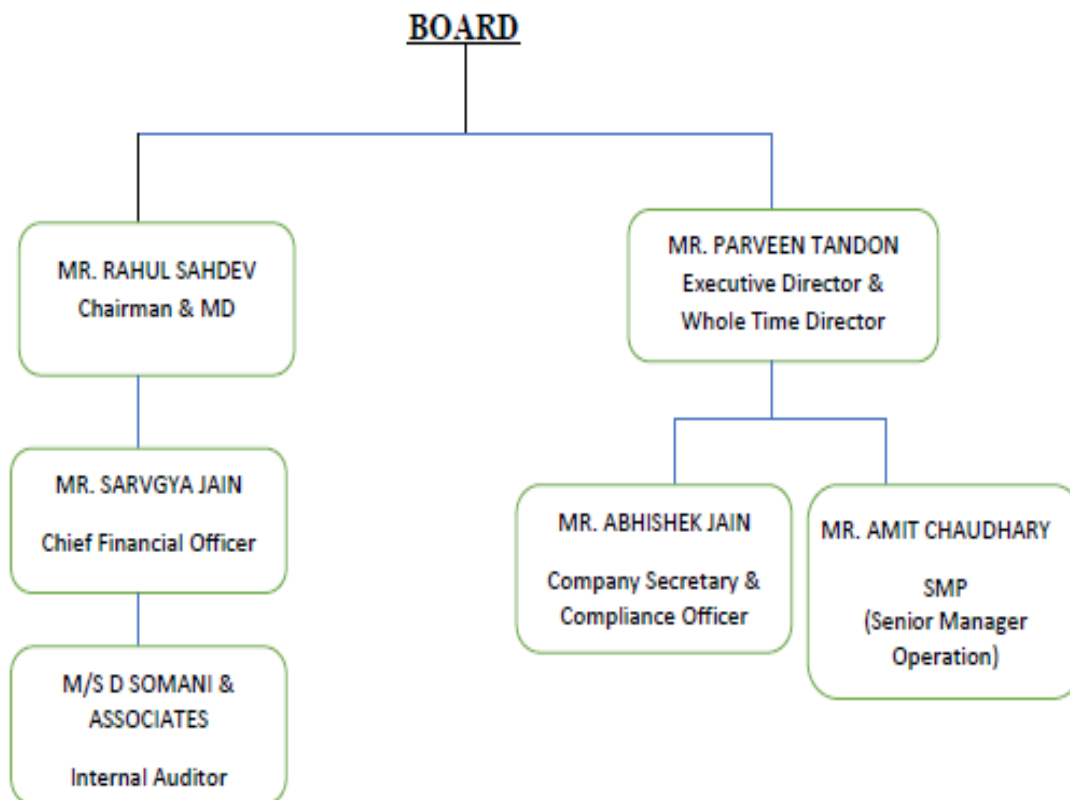 BOARD
MR. RAHUL SAHDEV
Chairman & MD
MR. PARVEEN TANDON
Executive Director &
Whole Time Director
MR. SARVGYA JAIN
Chief Financial Officer
MR. ABHISHEK JAIN
Company Secretary &
Compliance Officer
MR. AMIT CHAUDHARY
SMP
(Senior Manager
Operation)
M/S D SOMANI &
ASSOCIATES
Internal Auditor